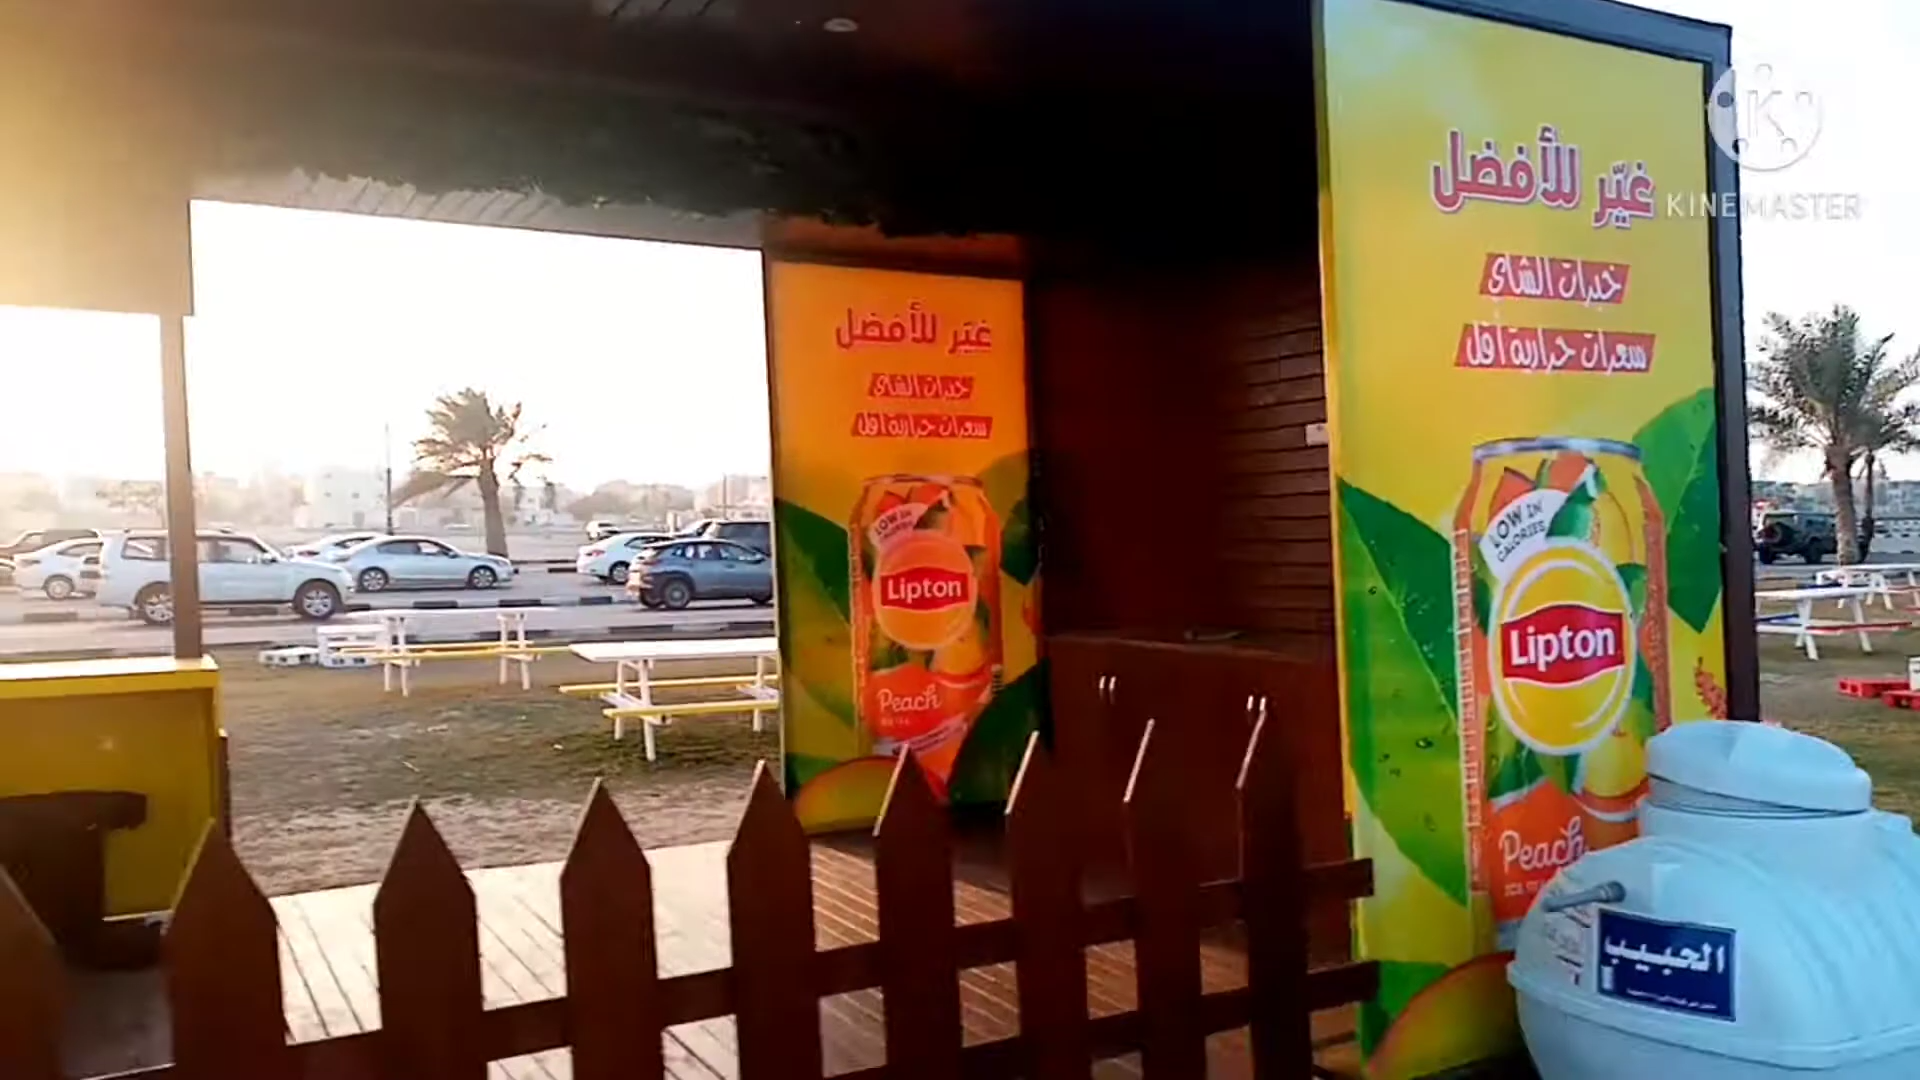 غيّر للأفضل
خيرات الشاي
سعرات حرارية أقل
LOW IN
CALORIES
Lipton
Peach
غيّر للأفضل
خيرات الشاي
سعرات حرارية أقل
LOW IN
CALORIES
Lipton
Peach
الحبيب
K
KINEMASTER